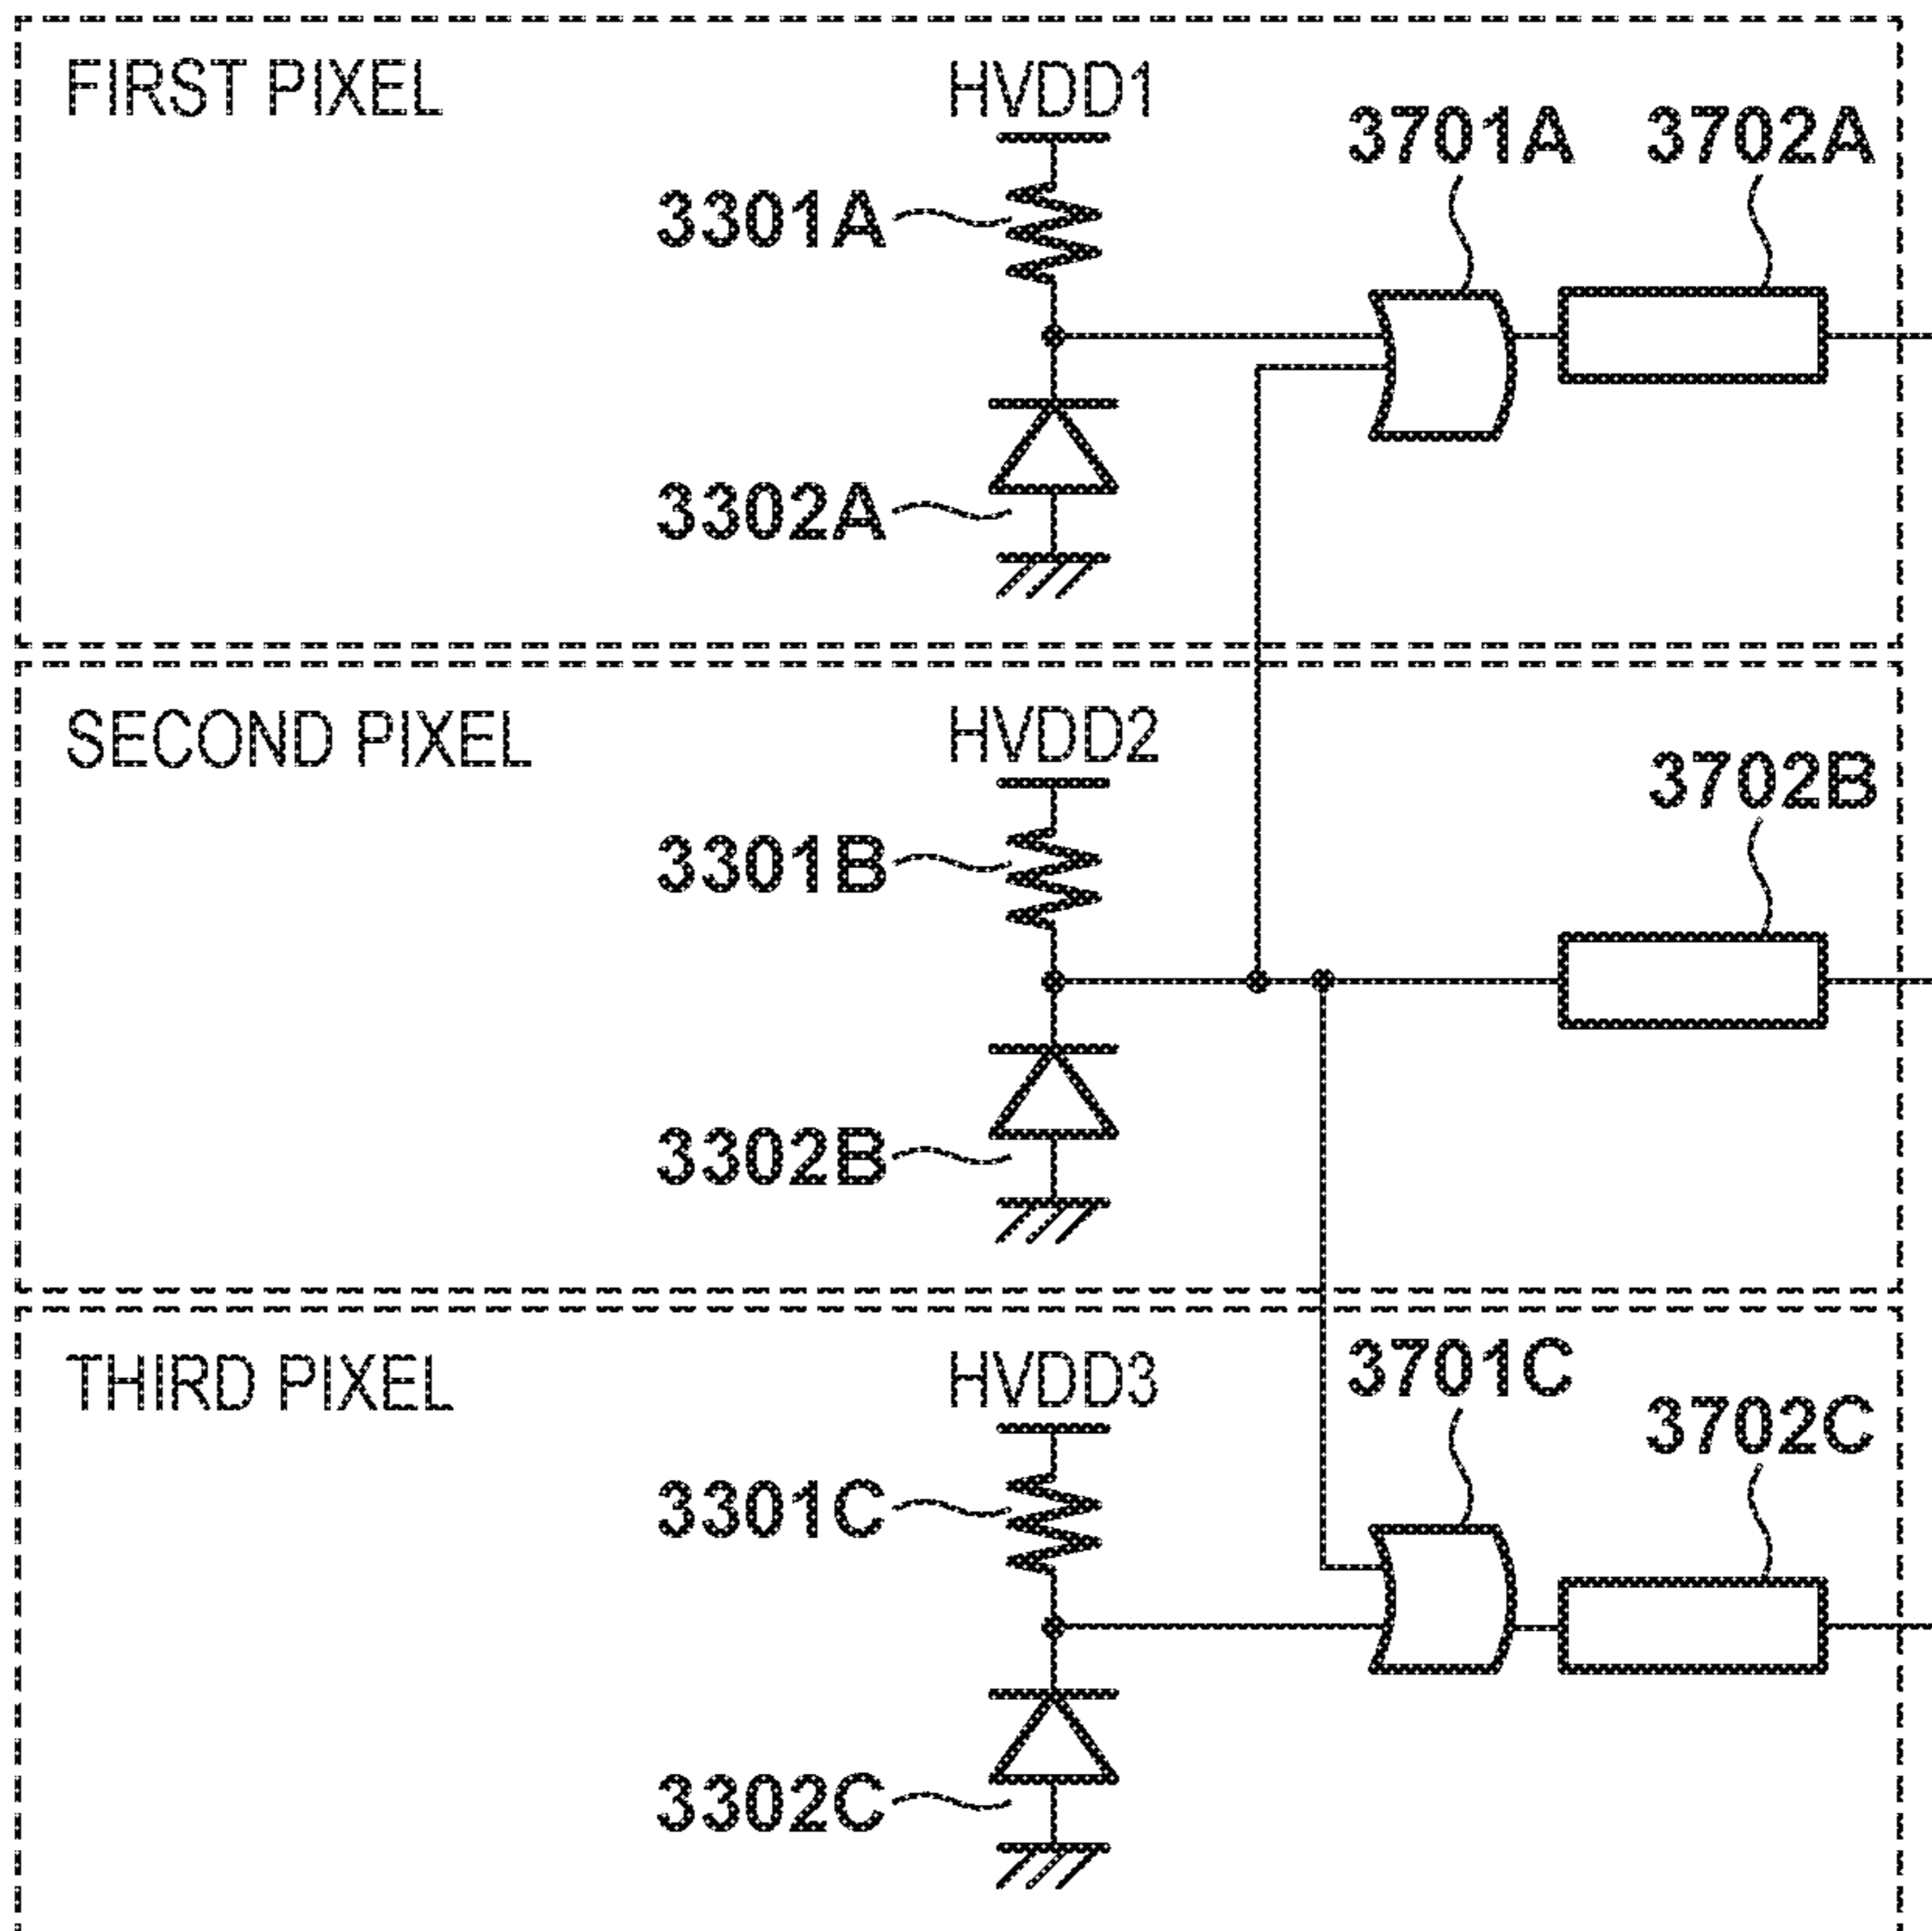 FIRST PIXEL
HVDD1
3701A
3702A
3301A
3302A
SECOND PIXEL
HVDD2
3702B
3301B
3302B
THIRD PIXEL
HVDD3
3701C
3702C
3301C
3302C